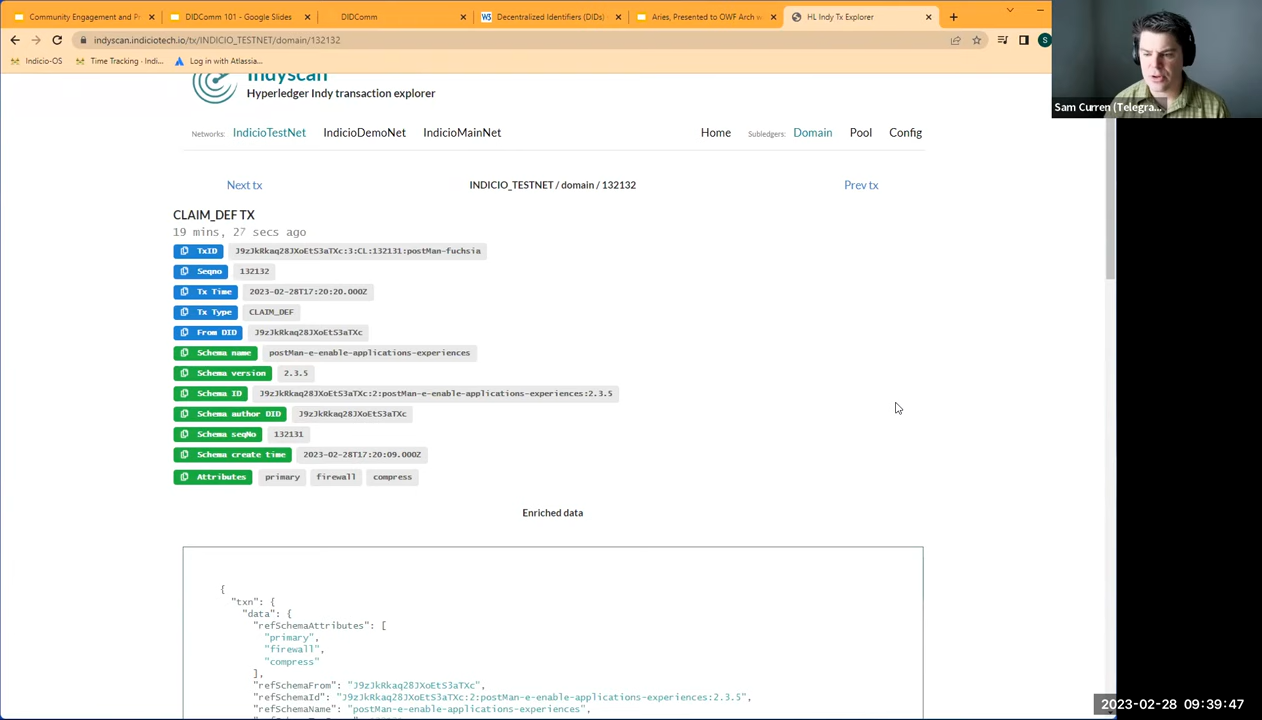 Community Engagement and Pr
DIDComm 101 - Google Slides
DIDComm
Decentralized Identifiers (DIDs)
Aries, Presented to OWF Arch w
HL Indy Tx Explorer
indyscan.indiciotech.io/tx/INDICIO_TESTNET/domain/132132
Indicio-OS
Time Tracking - Indi...
Log in with Atlassia...
S
Sam Curren (Telegra...
Indyscan
Hyperledger Indy transaction explorer
Networks: IndicioTestNet IndicioDemoNet IndicioMainNet
Home Subledgers: Domain Pool Config
Next tx
INDICIO_TESTNET / domain / 132132
Prev tx
CLAIM_DEF TX
19 mins, 27 secs ago
TxID J9zJkRkaq28JXoEtS3aTXc:3:CL:132131:postMan-fuchsia
Seqno 132132
Tx Time 2023-02-28T17:20:20.000Z
Tx Type CLAIM_DEF
From DID J9zJkRkaq28JXoEtS3aTXc
Schema name postMan-e-enable-applications-experiences
Schema version 2.3.5
Schema ID J9zJkRkaq28JXoEtS3aTXc:2:postMan-e-enable-applications-experiences:2.3.5
Schema author DID J9zJkRkaq28JXoEtS3aTXc
Schema seqNo 132131
Schema create time 2023-02-28T17:20:09.000Z
Attributes primary firewall compress
Enriched data
{
"txn": {
"data": {
"refSchemaAttributes": [
"primary",
"firewall",
"compress"
],
"refSchemaFrom": "J9zJkRkaq28JXoEtS3aTXc",
"refSchemaId": "J9zJkRkaq28JXoEtS3aTXc:2:postMan-e-enable-applications-experiences:2.3.5",
"refSchemaName": "postMan-e-enable-applications-experiences",
2023-02-28 09:39:47